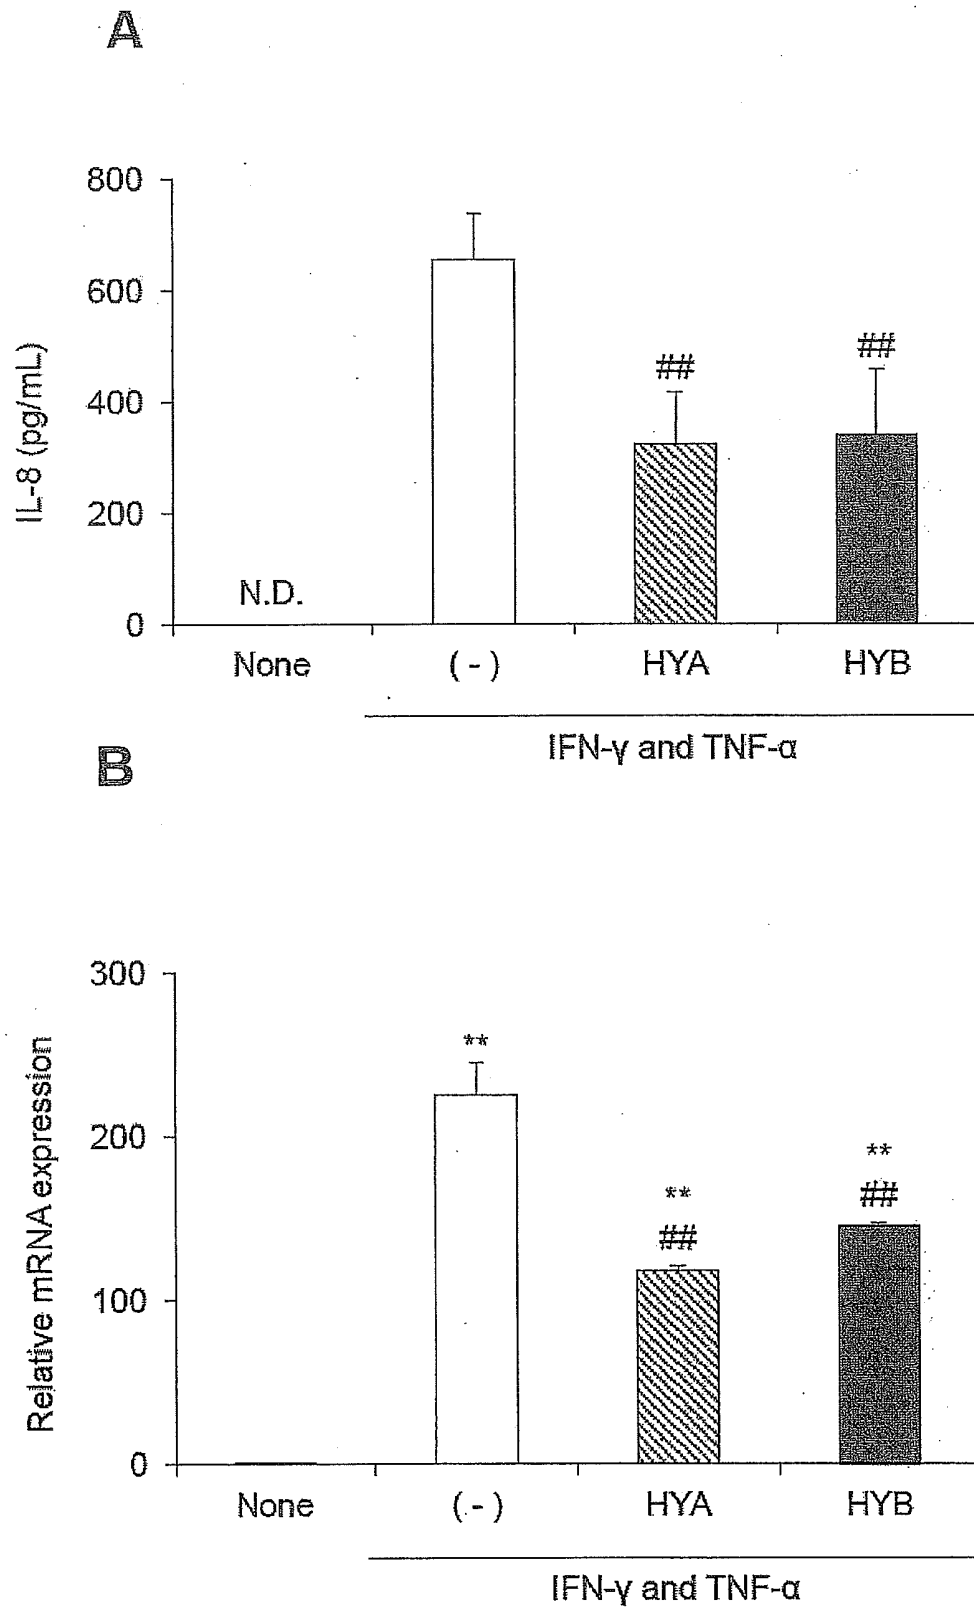 A
800
600
400
200
0
IL-8 (pg/mL)
N.D.
##
##
None
( - )
HYA
HYB
IFN-γ and TNF-α
B
300
200
100
0
Relative mRNA expression
**
**
##
**
##
None
( - )
HYA
HYB
IFN-γ and TNF-α